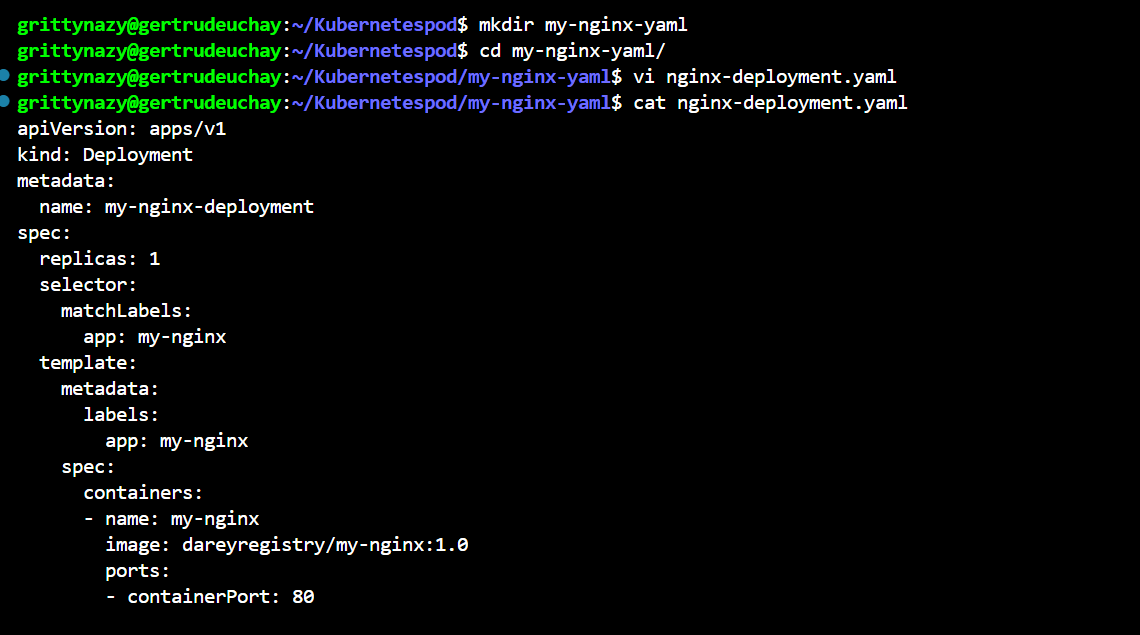 grittynazy@gertrudeuchay:~/Kubernetespod$ mkdir my-nginx-yaml
grittynazy@gertrudeuchay:~/Kubernetespod$ cd my-nginx-yaml/
grittynazy@gertrudeuchay:~/Kubernetespod/my-nginx-yaml$ vi nginx-deployment.yaml
grittynazy@gertrudeuchay:~/Kubernetespod/my-nginx-yaml$ cat nginx-deployment.yaml
apiVersion: apps/v1
kind: Deployment
metadata:
  name: my-nginx-deployment
spec:
  replicas: 1
  selector:
    matchLabels:
      app: my-nginx
  template:
    metadata:
      labels:
        app: my-nginx
    spec:
      containers:
      - name: my-nginx
        image: dareyregistry/my-nginx:1.0
        ports:
        - containerPort: 80